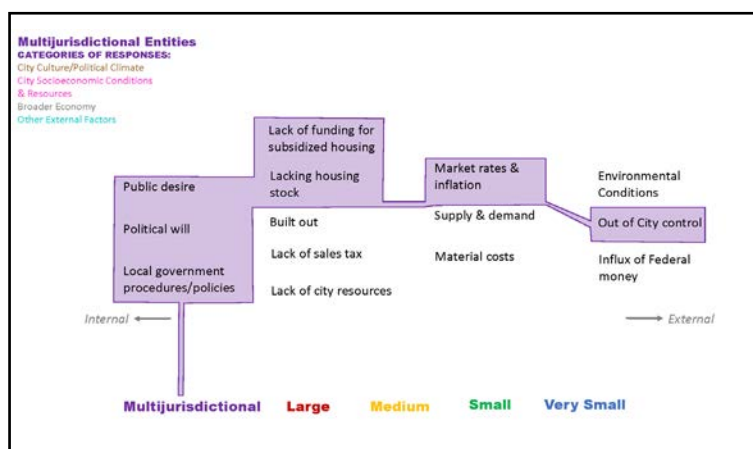 Multijurisdictional Entities
CATEGORIES OF RESPONSES:
City Culture/Political Climate
City Socioeconomic Conditions
& Resources
Broader Economy
Other External Factors
Public desire
Political will
Local government
procedures/policies
Lack of funding for
subsidized housing
Lacking housing
stock
Built out
Lack of sales tax
Lack of city resources
Market rates &
inflation
Supply & demand
Material costs
Environmental
Conditions
Out of City control
Influx of Federal
money
Internal
External
Multijurisdictional Large Medium Small Very Small